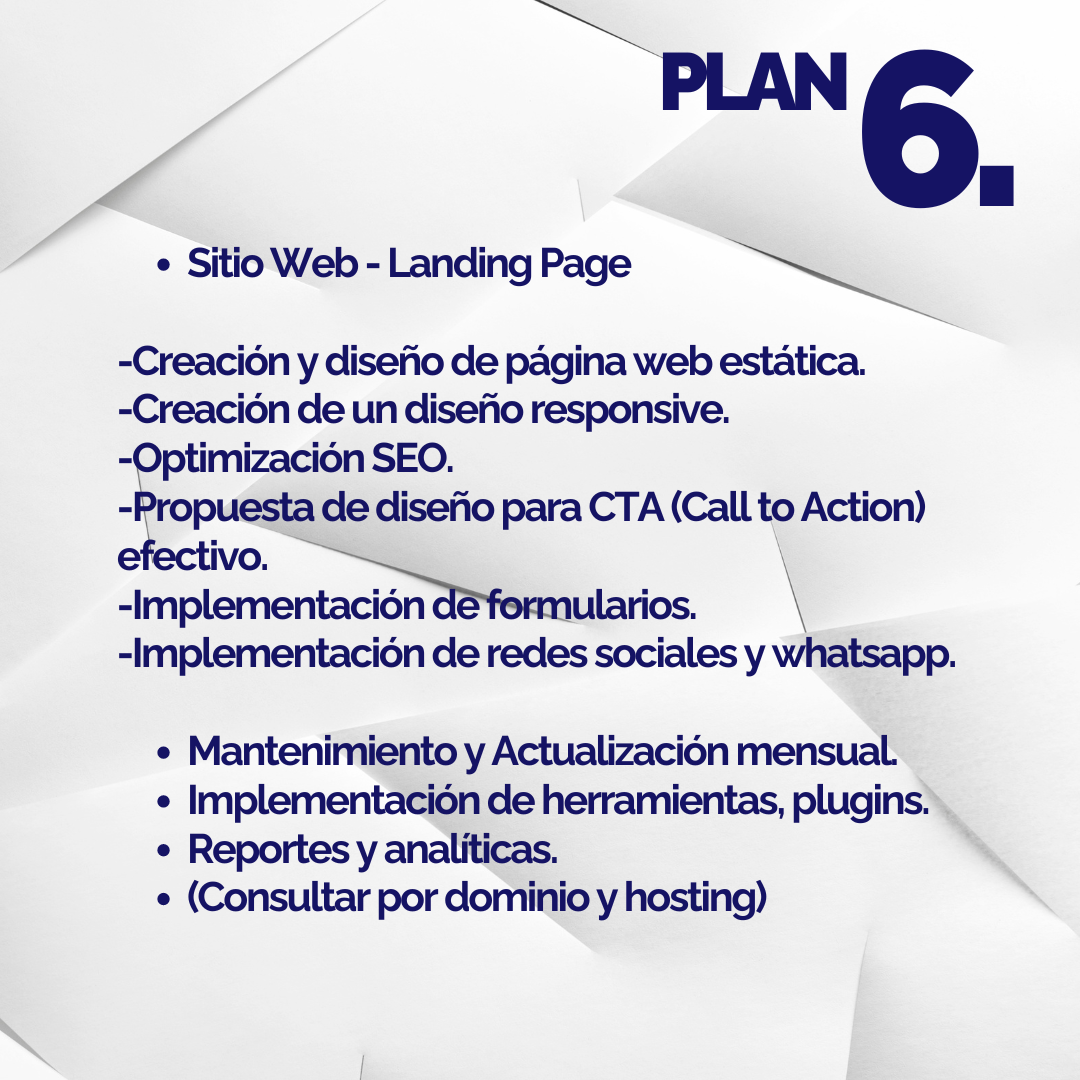 PLAN 6.
• Sitio Web - Landing Page
-Creación y diseño de página web estática.
-Creación de un diseño responsive.
-Optimización SEO.
-Propuesta de diseño para CTA (Call to Action)
efectivo.
-Implementación de formularios.
-Implementación de redes sociales y whatsapp.
• Mantenimiento y Actualización mensual.
• Implementación de herramientas, plugins.
• Reportes y analíticas.
• (Consultar por dominio y hosting)